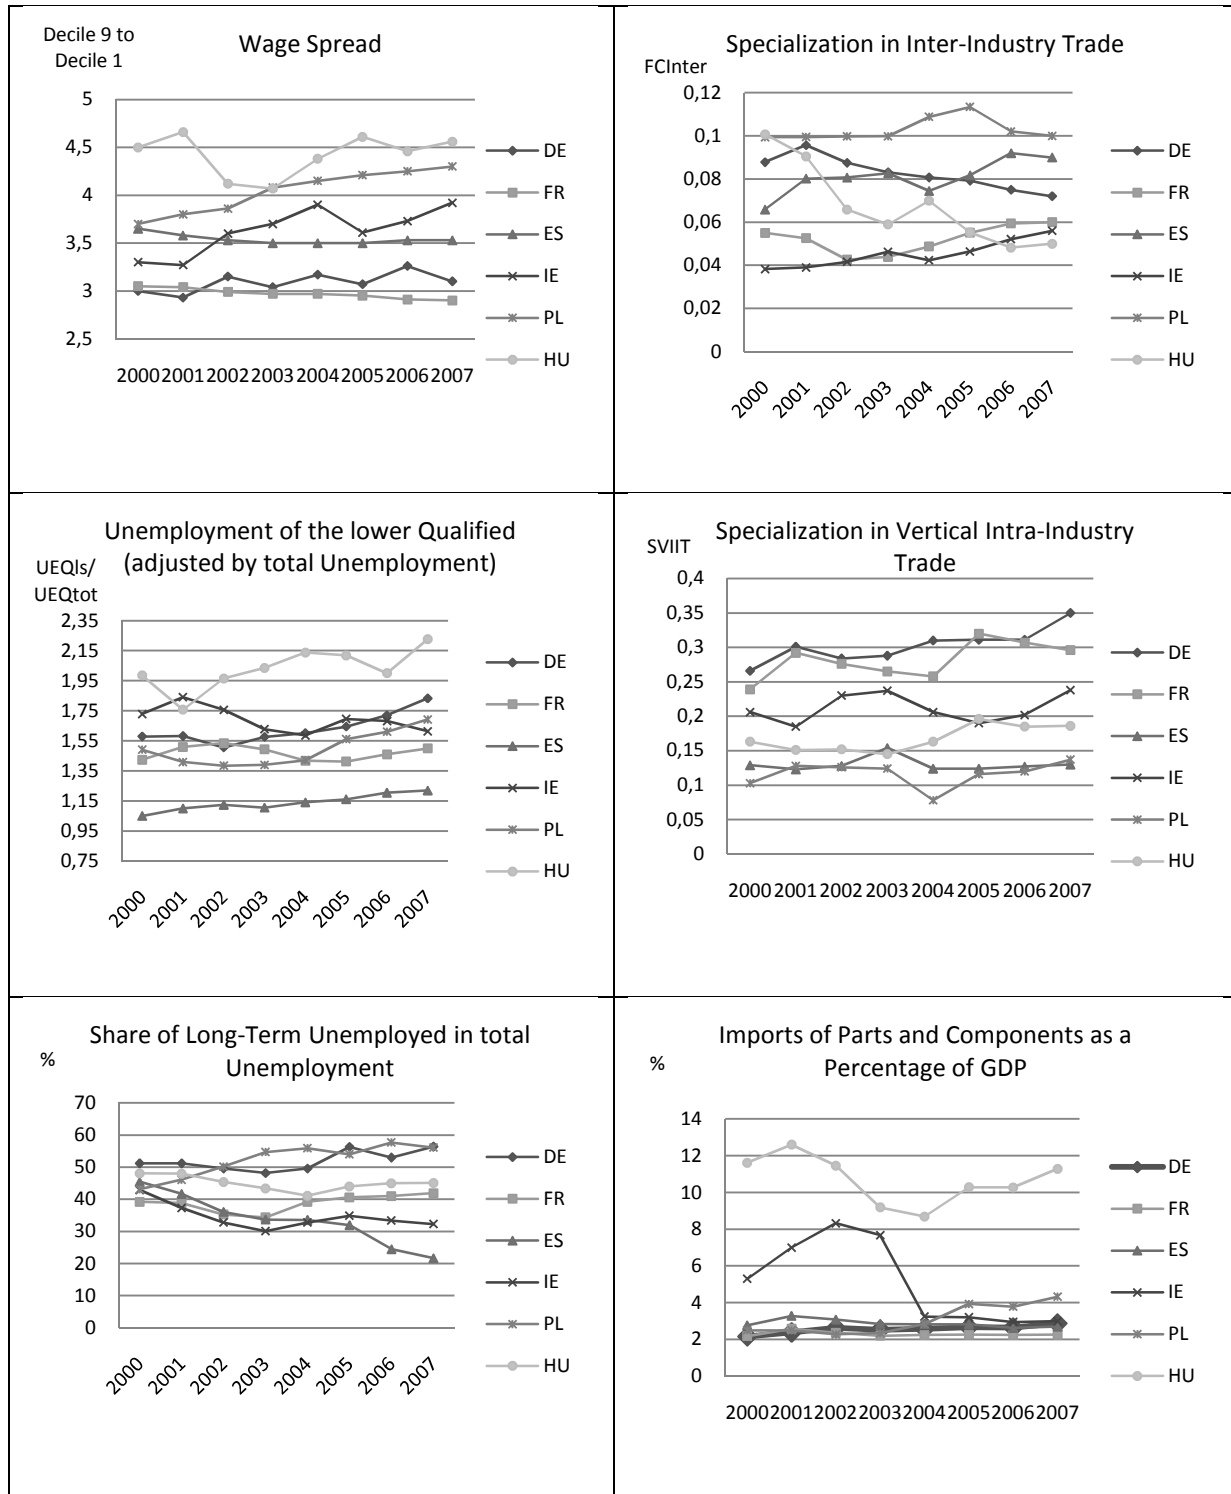 Decile 9 to
Decile 1
Wage Spread
5
4,5
4
3,5
3
2,5
2000 2001 2002 2003 2004 2005 2006 2007
DE
FR
ES
IE
PL
HU
Specialization in Inter-Industry Trade
FCInter
0,12
0,1
0,08
0,06
0,04
0,02
0
2000
2001
2002
2003
2004
2005
2006
2007
DE
FR
ES
IE
PL
HU
Unemployment of the lower Qualified
(adjusted by total Unemployment)
UEQls/
UEQtot
2,35
2,15
1,95
1,75
1,55
1,35
1,15
0,95
0,75
2000
2001
2002
2003
2004
2005
2006
2007
DE
FR
ES
IE
PL
HU
Specialization in Vertical Intra-Industry
Trade
SVIIT
0,4
0,35
0,3
0,25
0,2
0,15
0,1
0,05
0
2000 2001 2002 2003 2004 2005 2006 2007
DE
FR
ES
IE
PL
HU
Share of Long-Term Unemployed in total
Unemployment
%
70
60
50
40
30
20
10
0
2000
2001
2002
2003
2004
2005
2006
2007
DE
FR
ES
IE
PL
HU
Imports of Parts and Components as a
Percentage of GDP
%
14
12
10
8
6
4
2
0
2000 2001 2002 2003 2004 2005 2006 2007
DE
FR
ES
IE
PL
HU